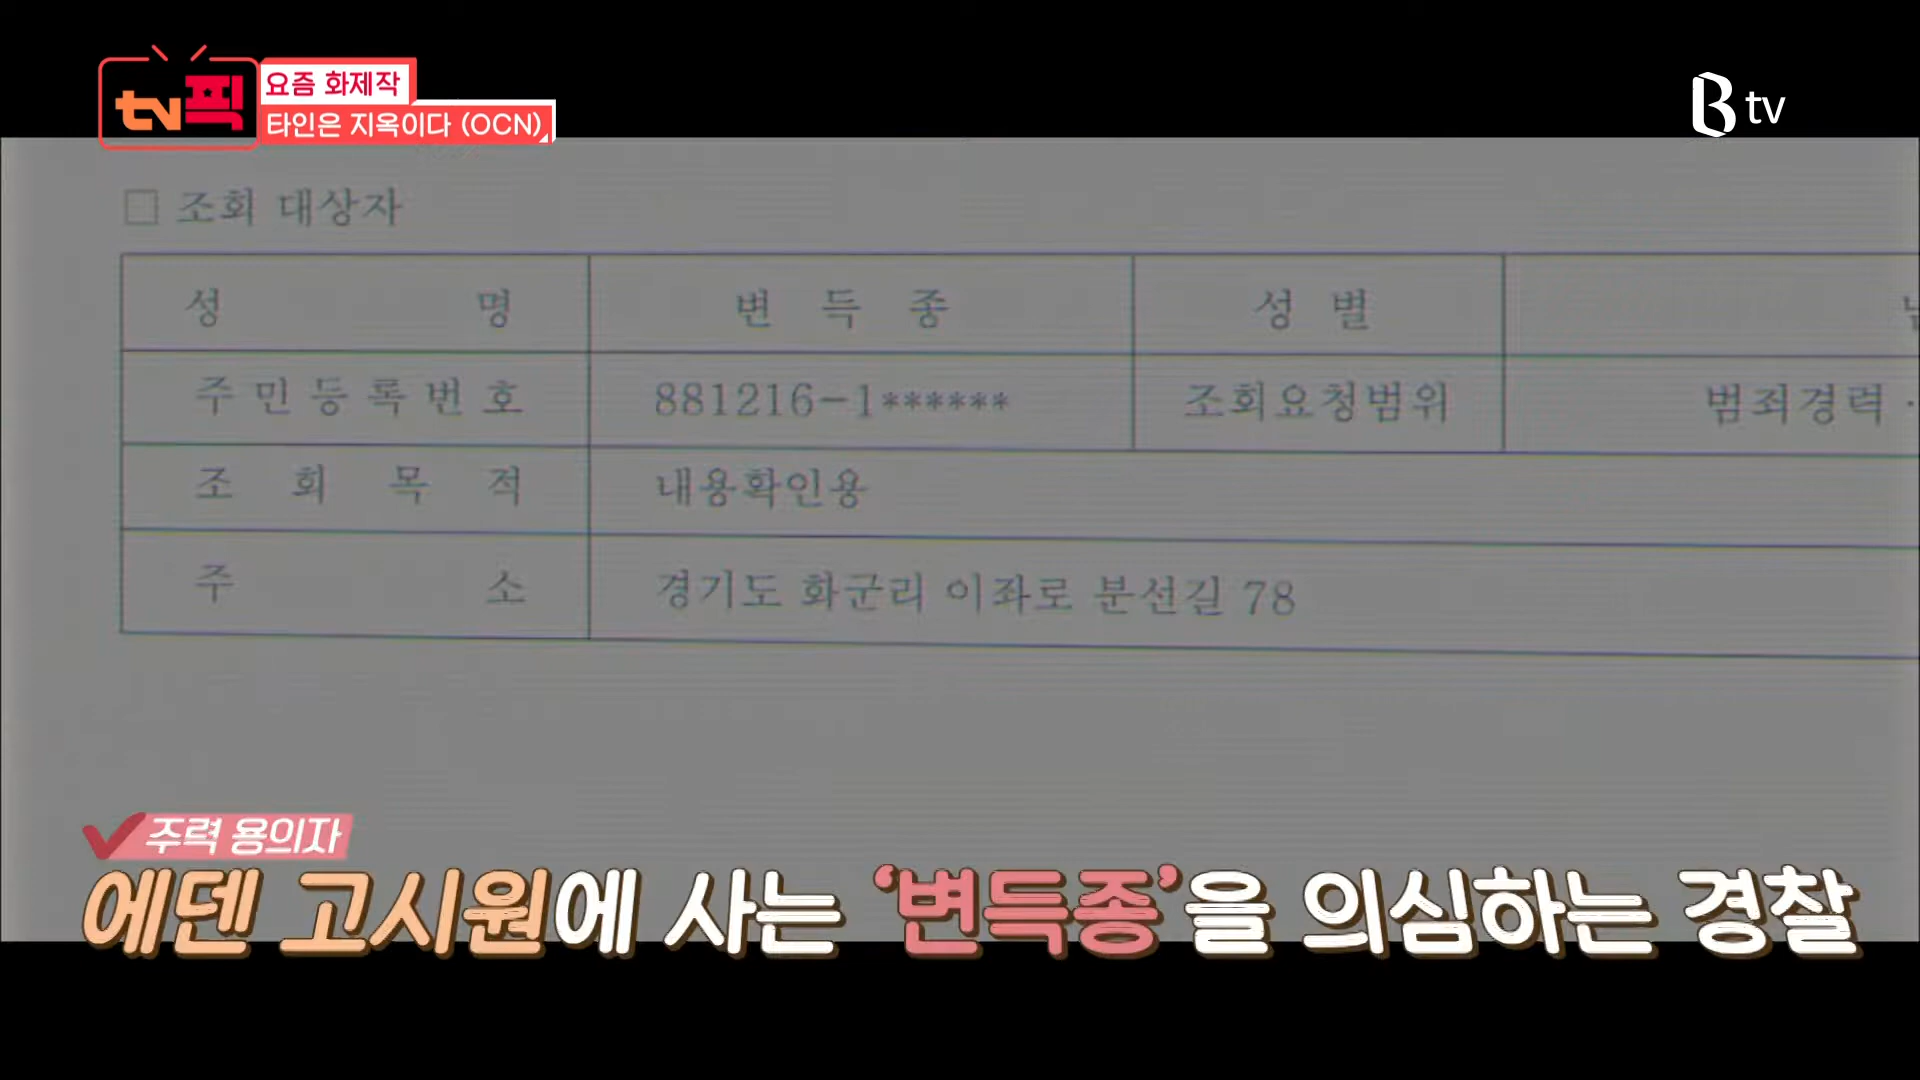 tv픽
요즘 화제작
타인은 지옥이다 (OCN)
B tv
□ 조회 대상자
성 명 변 득 종 성 별
주 민 등 록 번 호 881216-1****** 조회요청범위 범죄경력 ·
조 회 목 적 내용확인용
주 소 경기도 화군리 이좌로 분선길 78
주력 용의자
에덴 고시원에 사는 ‘변득종’을 의심하는 경찰